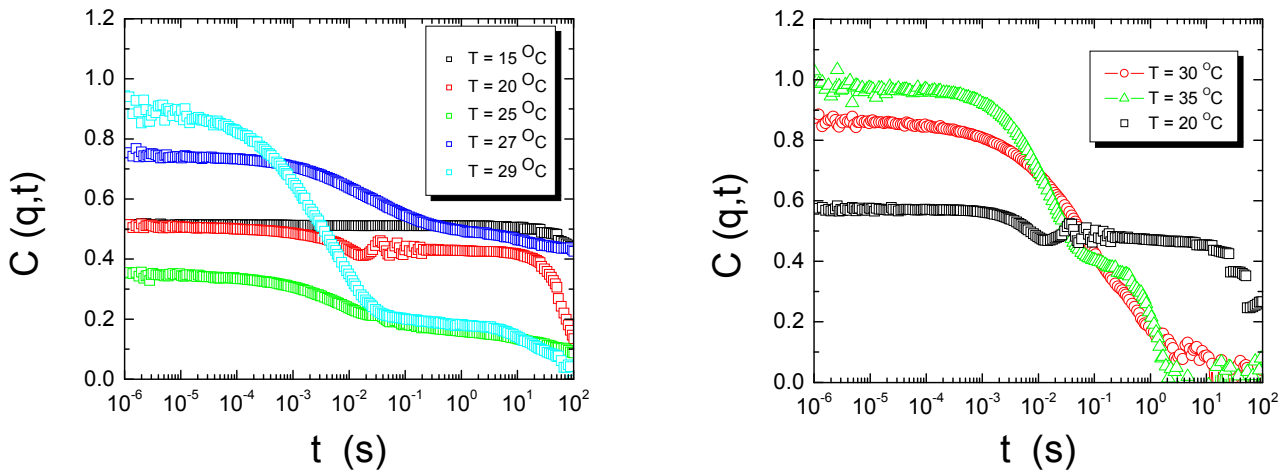 1.2
1.0
0.8
0.6
0.4
0.2
0.0
C (q,t)
10⁻⁶ 10⁻⁵ 10⁻⁴ 10⁻³ 10⁻² 10⁻¹ 10⁰ 10¹ 10²
t (s)
T = 15 ᴼC
T = 20 ᴼC
T = 25 ᴼC
T = 27 ᴼC
T = 29 ᴼC
1.2
1.0
0.8
0.6
0.4
0.2
0.0
C (q,t)
10⁻⁶ 10⁻⁵ 10⁻⁴ 10⁻³ 10⁻² 10⁻¹ 10⁰ 10¹ 10²
t (s)
T = 30 ᴼC
T = 35 ᴼC
T = 20 ᴼC